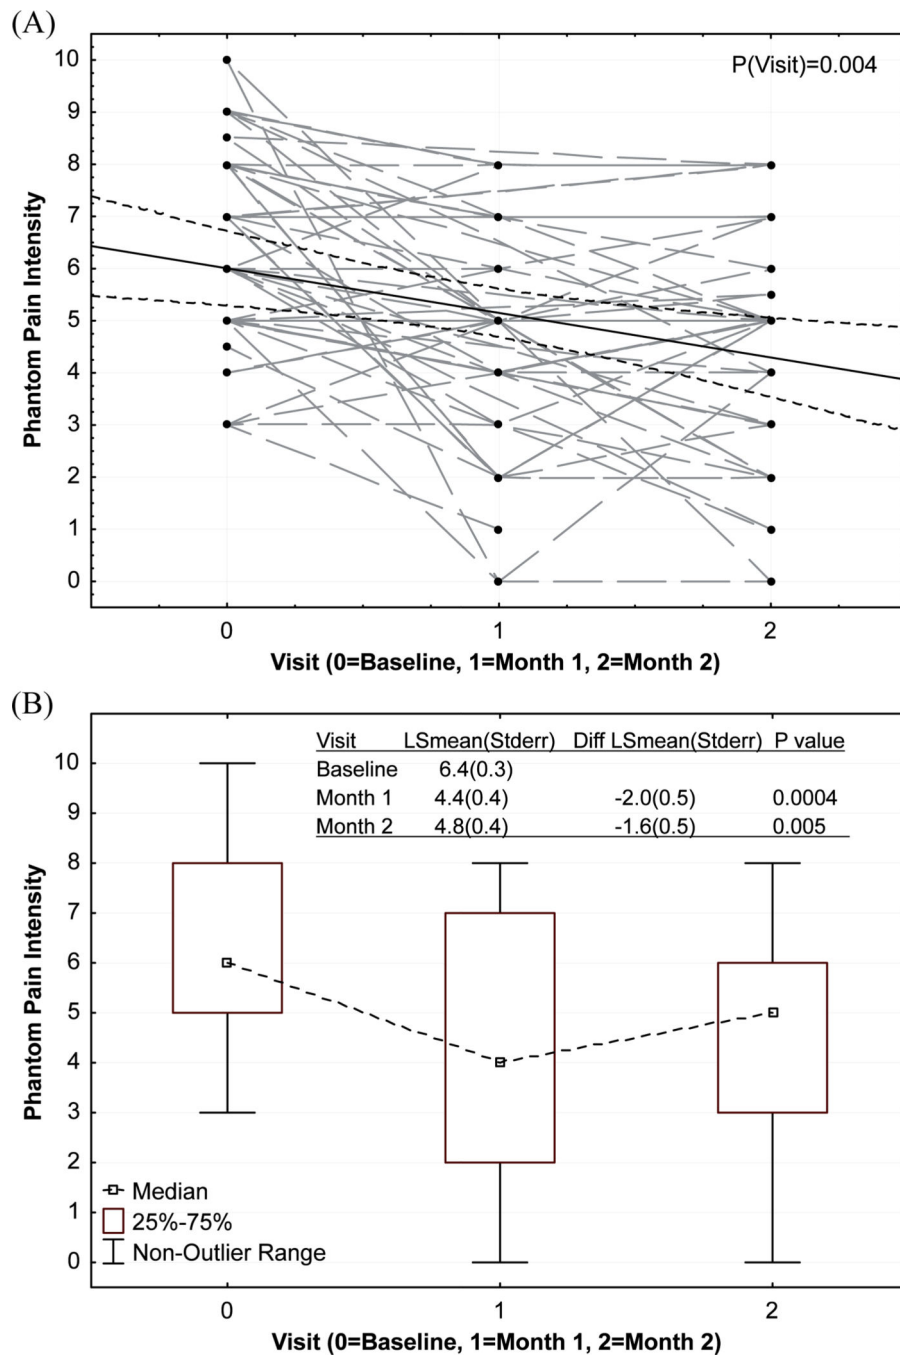 (A)
P(Visit)=0.004
10
9
8
7
6
5
4
3
2
1
0
Phantom Pain Intensity
0 1 2
Visit (0=Baseline, 1=Month 1, 2=Month 2)
(B)
Visit LSmean(Stderr) Diff LSmean(Stderr) P value
Baseline 6.4(0.3)
Month 1 4.4(0.4) -2.0(0.5) 0.0004
Month 2 4.8(0.4) -1.6(0.5) 0.005
10
9
8
7
6
5
4
3
2
1
0
Phantom Pain Intensity
Median
25%-75%
Non-Outlier Range
0 1 2
Visit (0=Baseline, 1=Month 1, 2=Month 2)